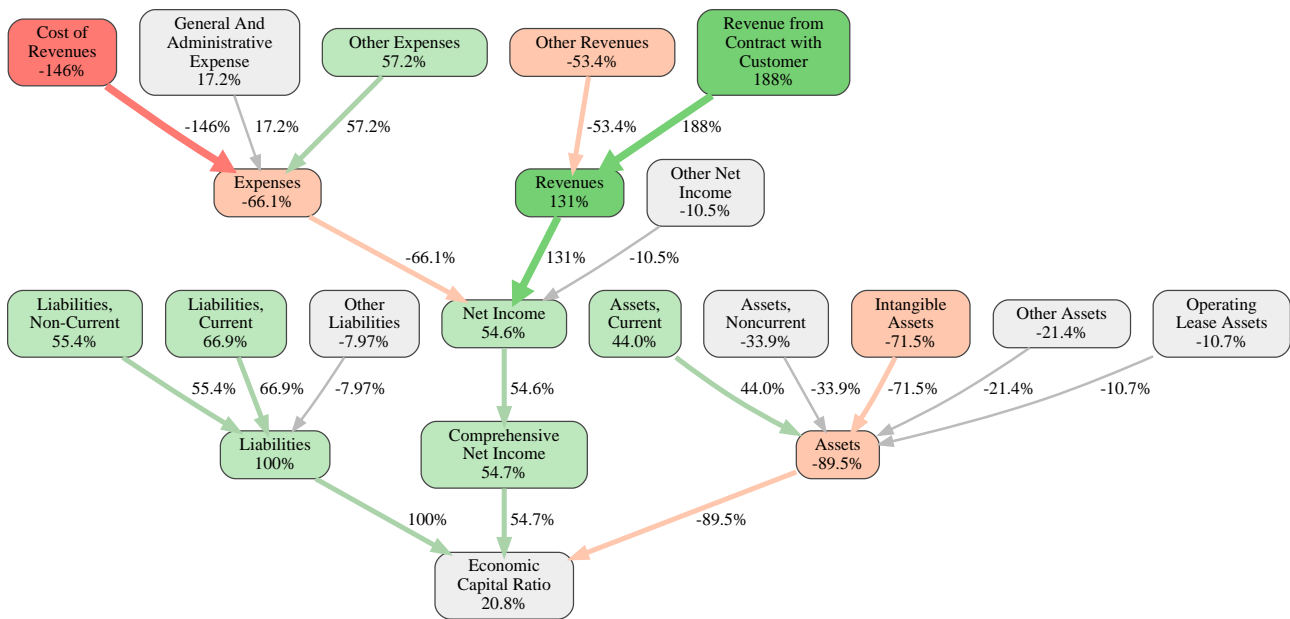 Cost of
Revenues
-146%
General And
Administrative
Expense
17.2%
Other Expenses
57.2%
Other Revenues
-53.4%
Revenue from
Contract with
Customer
188%
-146%
17.2%
57.2%
-53.4%
188%
Expenses
-66.1%
Revenues
131%
Other Net
Income
-10.5%
-66.1%
131%
-10.5%
Liabilities,
Non-Current
55.4%
Liabilities,
Current
66.9%
Other
Liabilities
-7.97%
Net Income
54.6%
Assets,
Current
44.0%
Assets,
Noncurrent
-33.9%
Intangible
Assets
-71.5%
Other Assets
-21.4%
Operating
Lease Assets
-10.7%
55.4%
66.9%
-7.97%
54.6%
44.0%
-33.9%
-71.5%
-21.4%
-10.7%
Liabilities
100%
Comprehensive
Net Income
54.7%
Assets
-89.5%
100%
54.7%
-89.5%
Economic
Capital Ratio
20.8%